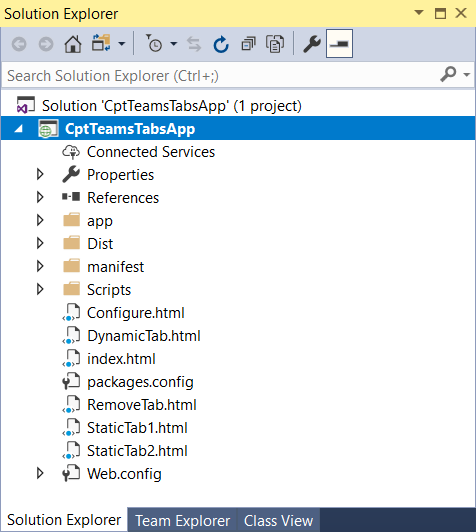 Solution Explorer
Search Solution Explorer (Ctrl+;)
Solution 'CptTeamsTabsApp' (1 project)
CptTeamsTabsApp
Connected Services
Properties
References
app
Dist
manifest
Scripts
Configure.html
DynamicTab.html
index.html
packages.config
RemoveTab.html
StaticTab1.html
StaticTab2.html
Web.config
Solution Explorer Team Explorer Class View